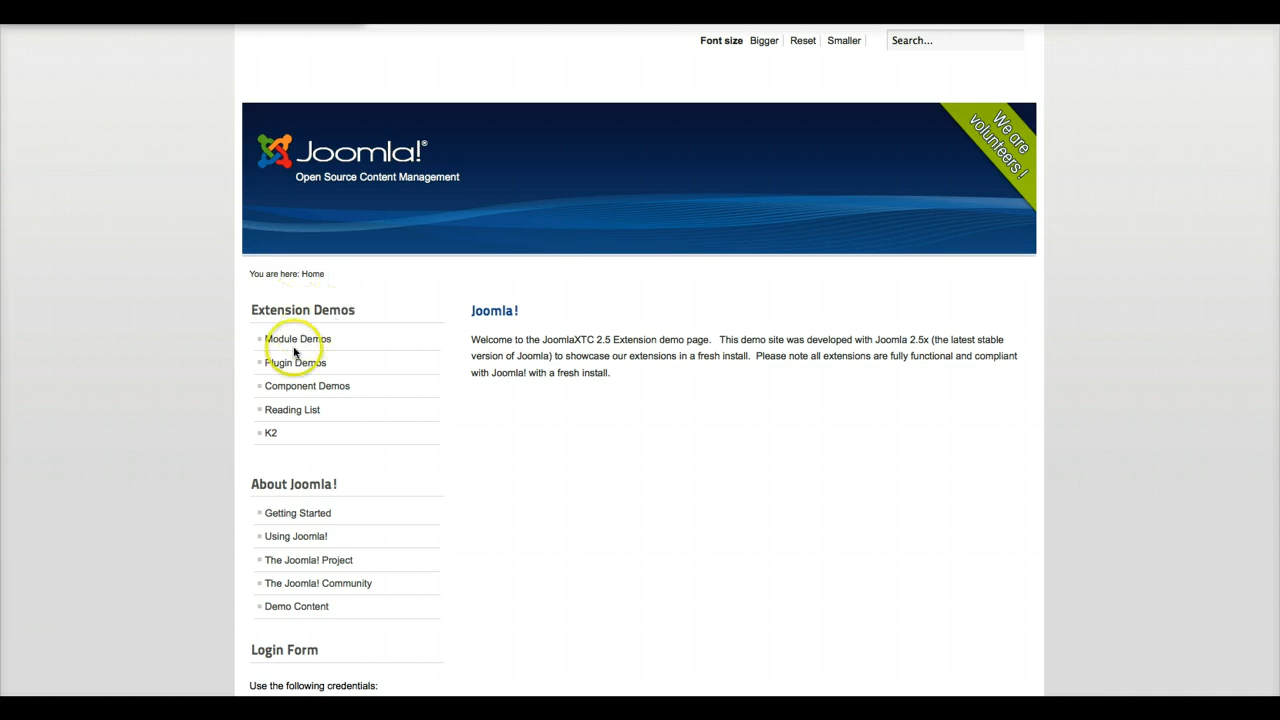 Font size Bigger Reset Smaller Search...
We are
volunteers!
Joomla!®
Open Source Content Management
You are here: Home
Extension Demos
Module Demos
Plugin Demos
Component Demos
Reading List
K2
About Joomla!
Getting Started
Using Joomla!
The Joomla! Project
The Joomla! Community
Demo Content
Login Form
Use the following credentials:
Joomla!
Welcome to the JoomlaXTC 2.5 Extension demo page. This demo site was developed with Joomla 2.5x (the latest stable
version of Joomla) to showcase our extensions in a fresh install. Please note all extensions are fully functional and compliant
with Joomla! with a fresh install.